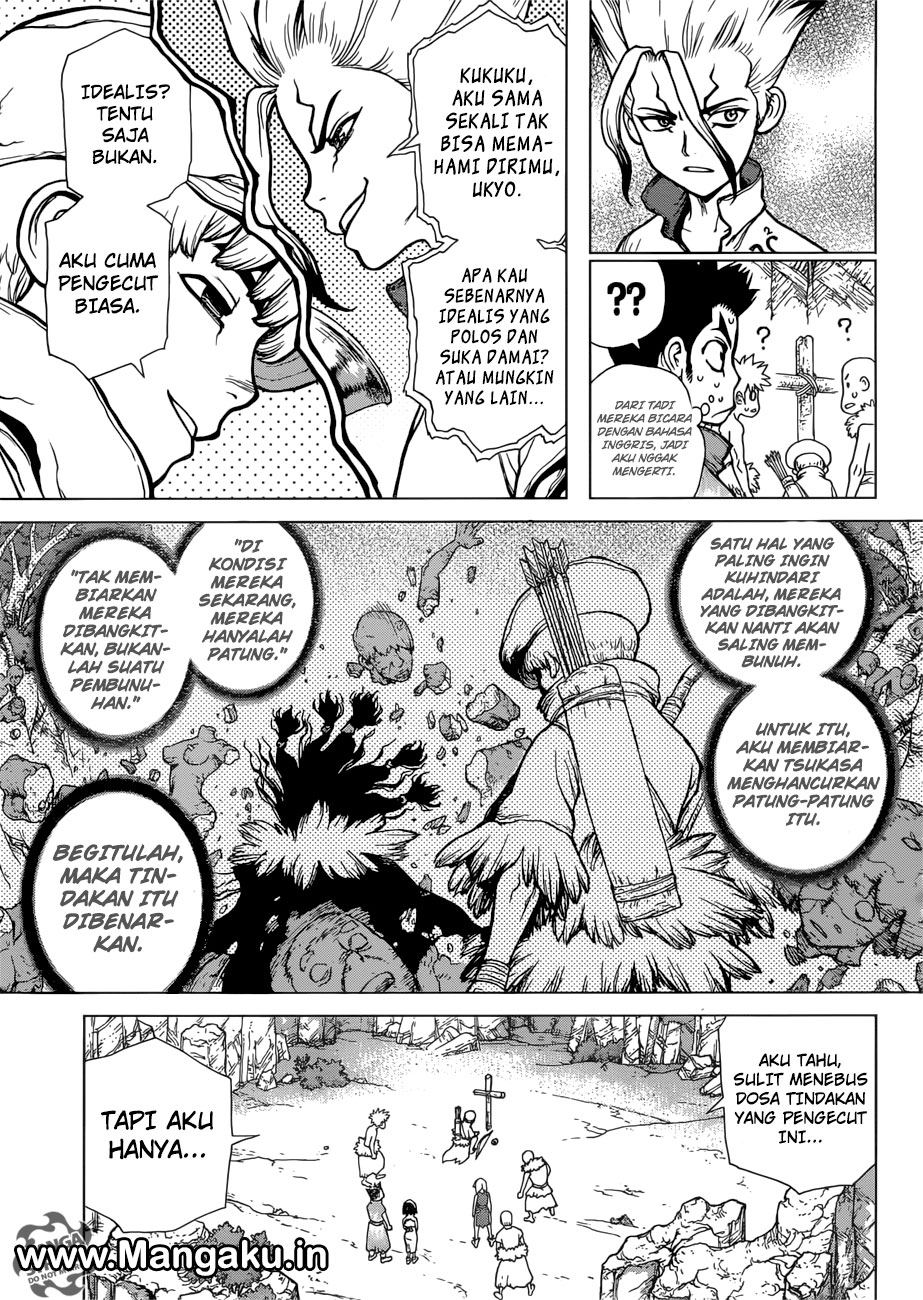 KUKUKU,
AKU SAMA
SEKALI TAK
BISA MEMA-
HAMI DIRIMU,
UKYO.
APA KAU
SEBENARNYA
IDEALIS YANG
POLOS DAN
SUKA DAMAI?
ATAU MUNGKIN
YANG LAIN...
IDEALIS?
TENTU
SAJA
BUKAN.
AKU CUMA
PENGECUT
BIASA.
??
?
?
DARI TADI
MEREKA BICARA
DENGAN BAHASA
INGGRIS, JADI
AKU NGGAK
MENGERTI.
SATU HAL YANG
PALING INGIN
KUHINDARI
ADALAH, MEREKA
YANG DIBANGKIT-
KAN NANTI AKAN
SALING MEM-
BUNUH.
UNTUK ITU,
AKU MEMBIAR-
KAN TSUKASA
MENGHANCURKAN
PATUNG-PATUNG
ITU.
"DI
KONDISI
MEREKA
SEKARANG,
MEREKA
HANYALAH
PATUNG."
"TAK MEM-
BIARKAN
MEREKA
DIBANGKIT-
KAN, BUKAN-
LAH SUATU
PEMBUNU-
HAN."
BEGITULAH,
MAKA TIN-
DAKAN ITU
DIBENAR-
KAN.
AKU TAHU,
SULIT MENEBUS
DOSA TINDAKAN
YANG PENGECUT
INI...
TAPI AKU
HANYA...
www.Mangaku.in